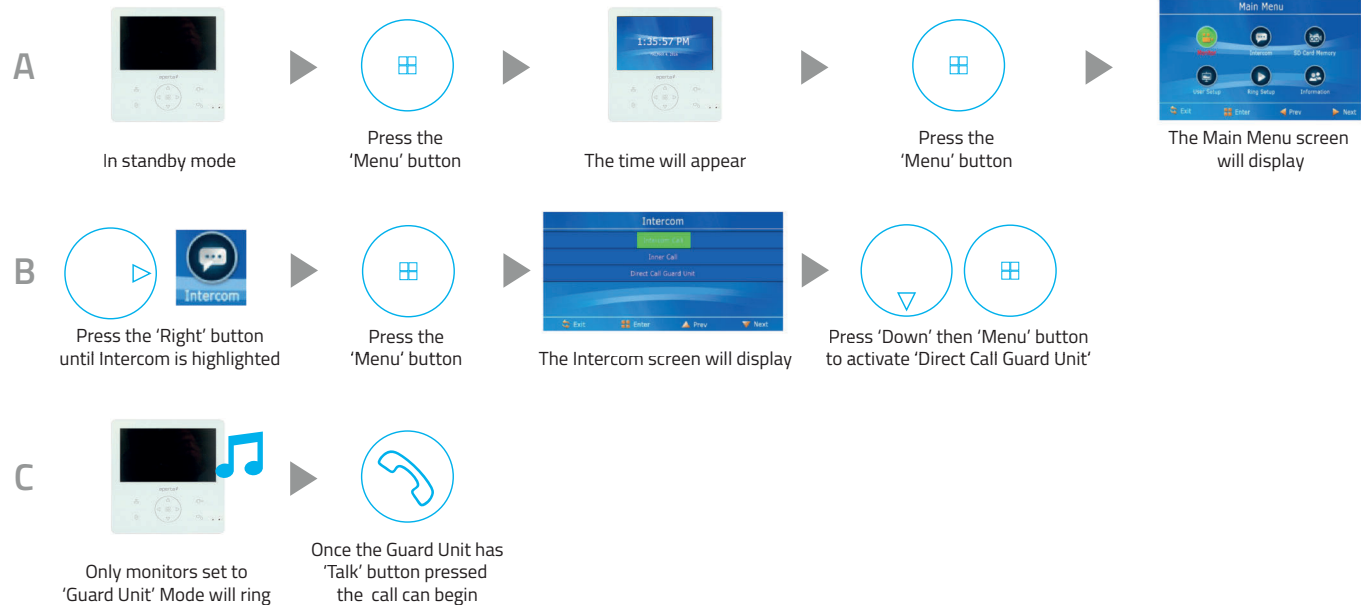 A
1:35:57 PM
In standby mode
Press the
'Menu' button
The time will appear
Press the
'Menu' button
Main Menu
Intercom
SD Card Memory
User Setup
Ring Setup
Information
Exit
Enter
Prev
Next
The Main Menu screen
will display
B
Press the 'Right' button
until Intercom is highlighted
Intercom
Press the
'Menu' button
Intercom
Intercom Call
Inner Call
Direct Call Guard Unit
Exit
Enter
Prev
Next
The Intercom screen will display
Press 'Down' then 'Menu' button
to activate 'Direct Call Guard Unit'
C
Only monitors set to
'Guard Unit' Mode will ring
Once the Guard Unit has
'Talk' button pressed
the call can begin